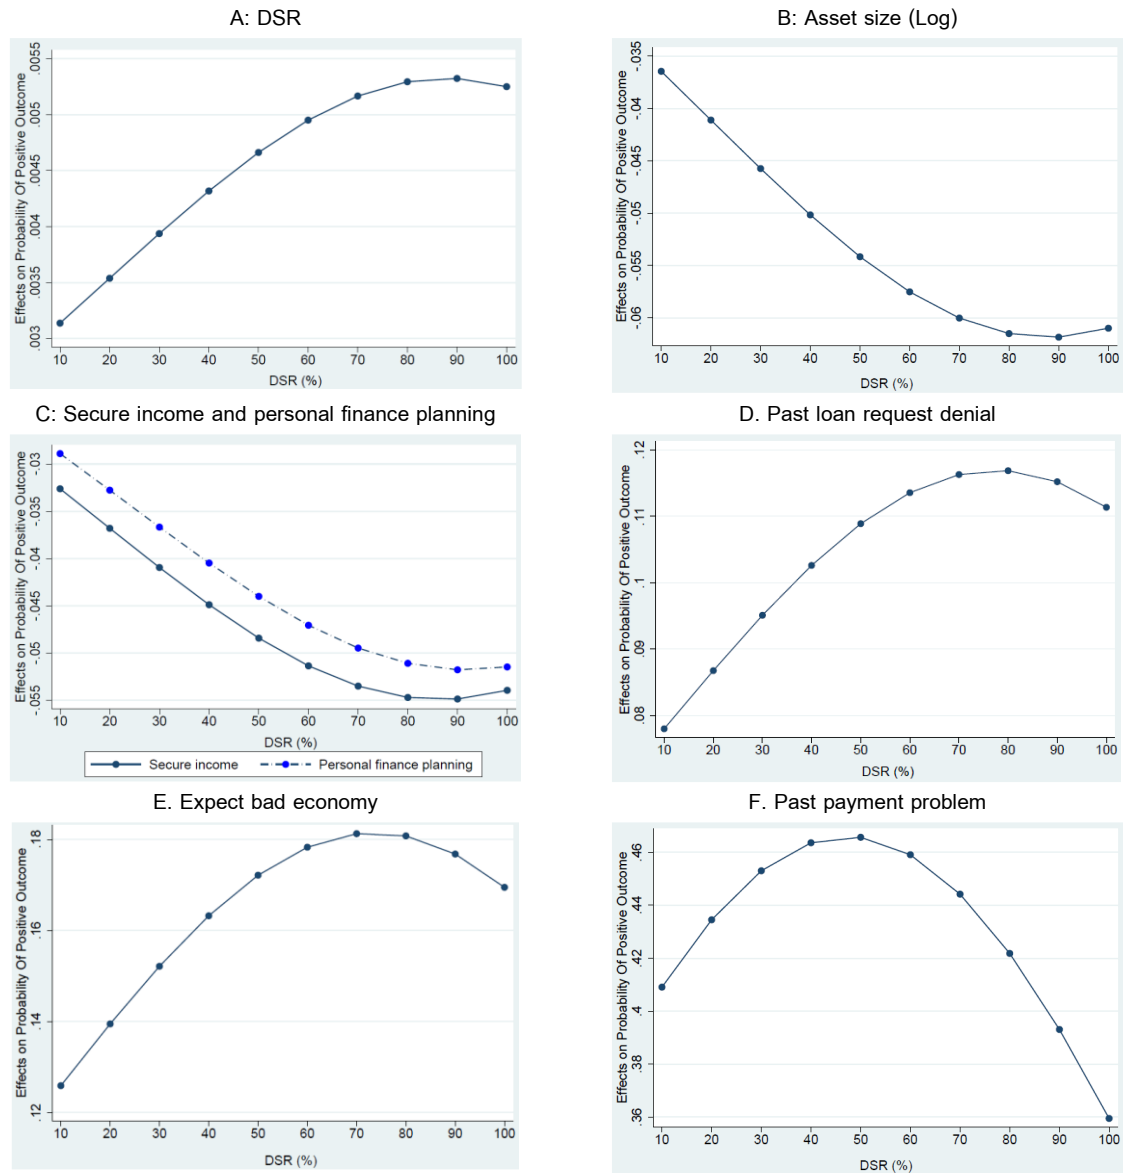 A: DSR
Effects on Probability Of Positive Outcome
.0055
.005
.0045
.004
.0035
.003
10 20 30 40 50 60 70 80 90 100
DSR (%)
B: Asset size (Log)
Effects on Probability Of Positive Outcome
-.035
-.04
-.045
-.05
-.055
-.06
10 20 30 40 50 60 70 80 90 100
DSR (%)
C: Secure income and personal finance planning
Effects on Probability Of Positive Outcome
-.03
-.035
-.04
-.045
-.05
-.055
10 20 30 40 50 60 70 80 90 100
DSR (%)
Secure income Personal finance planning
D. Past loan request denial
Effects on Probability Of Positive Outcome
.12
.11
.1
.09
.08
10 20 30 40 50 60 70 80 90 100
DSR (%)
E. Expect bad economy
Effects on Probability Of Positive Outcome
.18
.16
.14
.12
10 20 30 40 50 60 70 80 90 100
DSR (%)
F. Past payment problem
Effects on Probability Of Positive Outcome
.46
.44
.42
.4
.38
.36
10 20 30 40 50 60 70 80 90 100
DSR (%)